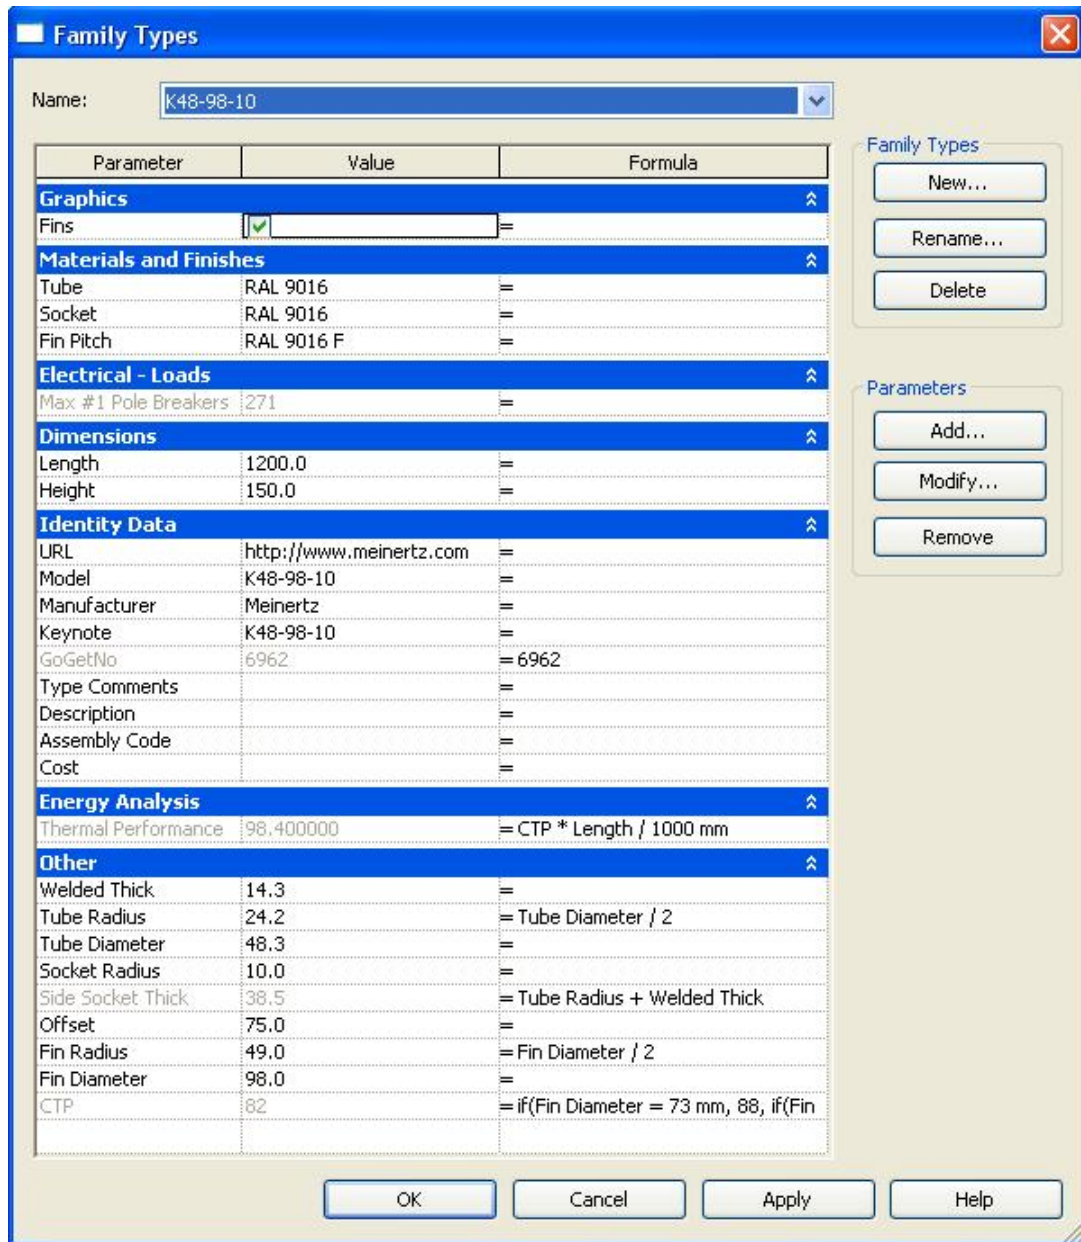 Family Types
Name: K48-98-10
Parameter Value Formula
Graphics
Fins =
Materials and Finishes
Tube RAL 9016 =
Socket RAL 9016 =
Fin Pitch RAL 9016 F =
Electrical - Loads
Max #1 Pole Breakers 271 =
Dimensions
Length 1200.0 =
Height 150.0 =
Identity Data
URL http://www.meinertz.com =
Model K48-98-10 =
Manufacturer Meinertz =
Keynote K48-98-10 =
GoGetNo 6962 = 6962
Type Comments =
Description =
Assembly Code =
Cost =
Energy Analysis
Thermal Performance 98.400000 = CTP * Length / 1000 mm
Other
Welded Thick 14.3 =
Tube Radius 24.2 = Tube Diameter / 2
Tube Diameter 48.3 =
Socket Radius 10.0 =
Side Socket Thick 38.5 = Tube Radius + Welded Thick
Offset 75.0 =
Fin Radius 49.0 = Fin Diameter / 2
Fin Diameter 98.0 =
CTP 82 = if(Fin Diameter = 73 mm, 88, if(Fin
Family Types
New...
Rename...
Delete
Parameters
Add...
Modify...
Remove
OK Cancel Apply Help